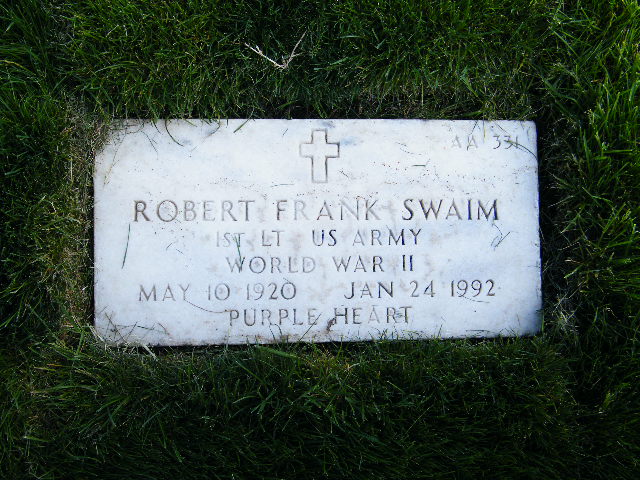 AA 331
ROBERT FRANK SWAIM
1ST LT US ARMY
WORLD WAR II
MAY 10 1920 JAN 24 1992
PURPLE HEART